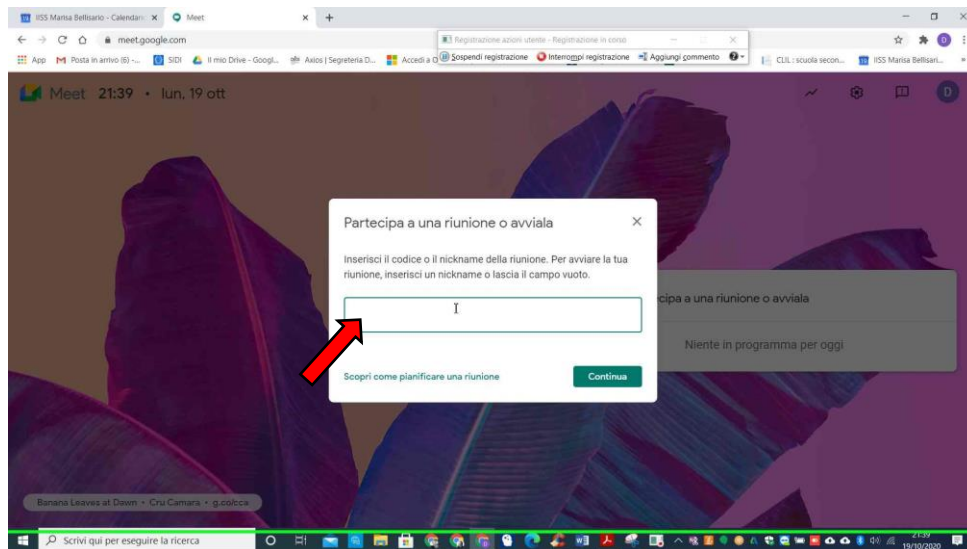 IISS Marisa Bellisario - Calendari
Meet
meet.google.com
Registrazione azioni utente - Registrazione in corso
Sospendi registrazione
Interrompi registrazione
Aggiungi commento
App
Posta in arrivo (6) -...
SIDI
Il mio Drive - Googl...
Axios | Segreteria D...
Accedi a O
CLIL : scuola secon...
IISS Marisa Bellisari...
Meet 21:39 • lun, 19 ott
D
Partecipa a una riunione o avviala
Inserisci il codice o il nickname della riunione. Per avviare la tua
riunione, inserisci un nickname o lascia il campo vuoto.
cipa a una riunione o avviala
Niente in programma per oggi
Scopri come pianificare una riunione
Continua
Banana Leaves at Dawn • Cru Camara • g.co/cca
Scrivi qui per eseguire la ricerca
21:39
19/10/2020